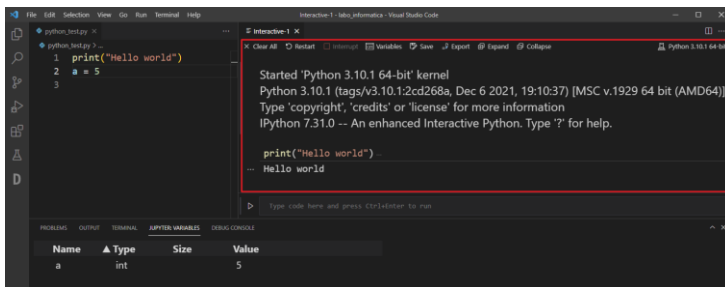 File Edit Selection View Go Run Terminal Help
Interactive-1 - labo_informatica - Visual Studio Code
python_test.py
python_test.py > ...
1 print("Hello world")
2 a = 5
3
Interactive-1
Clear All Restart Interrupt Variables Save Export Expand Collapse
Python 3.10.1 64-bit
Started 'Python 3.10.1 64-bit' kernel
Python 3.10.1 (tags/v3.10.1:2cd268a, Dec 6 2021, 19:10:37) [MSC v.1929 64 bit (AMD64)]
Type 'copyright', 'credits' or 'license' for more information
IPython 7.31.0 -- An enhanced Interactive Python. Type '?' for help.
print("Hello world")
... Hello world
Type code here and press Ctrl+Enter to run
PROBLEMS OUTPUT TERMINAL JUPYTER: VARIABLES DEBUG CONSOLE
Name ▲ Type Size Value
a int 5